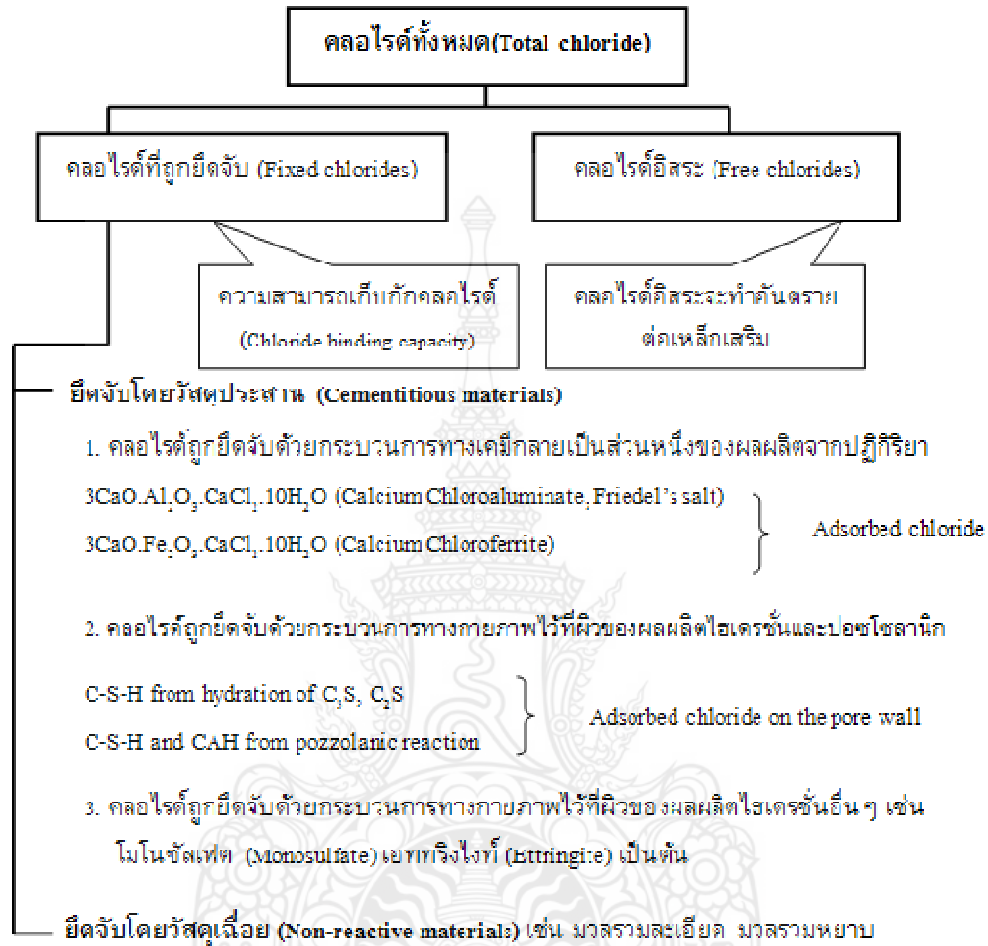 คลอไรด์ทั้งหมด(Total chloride)
คลอไรด์ที่ถูกยึดจับ (Fixed chlorides)
คลอไรด์อิสระ (Free chlorides)
ความสามารถเก็บกักคลอไรด์
(Chloride binding capacity)
คลอไรด์อิสระจะทำอันตราย
ต่อเหล็กเสริม
ยึดจับโดยวัสดุประสาน (Cementitious materials)
1. คลอไรด์ถูกยึดจับด้วยกระบวนการทางเคมีกลายเป็นส่วนหนึ่งของผลผลิตจากปฏิกิริยา
3CaO.Al₂O₃.CaCl₂.10H₂O (Calcium Chloroaluminate, Friedel's salt)
3CaO.Fe₂O₃.CaCl₂.10H₂O (Calcium Chloroferrite)
Adsorbed chloride
2. คลอไรด์ถูกยึดจับด้วยกระบวนการทางกายภาพไว้ที่ผิวของผลผลิตไฮเดรชั่นและปอซโซลานิก
C-S-H from hydration of C₃S, C₂S
C-S-H and CAH from pozzolanic reaction
Adsorbed chloride on the pore wall
3. คลอไรด์ถูกยึดจับด้วยกระบวนการทางกายภาพไว้ที่ผิวของผลผลิตไฮเดรชั่นอื่น ๆ เช่น
โมโนซัลเฟต (Monosulfate) เอททริงไงท์ (Ettringite) เป็นต้น
ยึดจับโดยวัสดุเฉื่อย (Non-reactive materials) เช่น มวลรวมละเอียด มวลรวมหยาบ